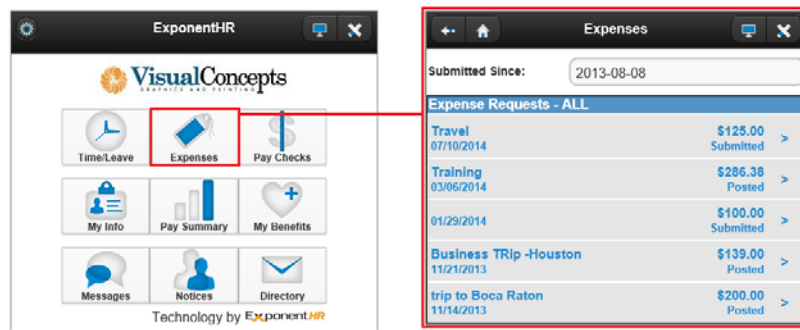 ExponentHR
VisualConcepts
GRAPHICS AND PRINTING
Time/Leave
Expenses
Pay Checks
My Info
Pay Summary
My Benefits
Messages
Notices
Directory
Technology by ExponentHR
Expenses
Submitted Since: 2013-08-08
Expense Requests - ALL
Travel $125.00
07/10/2014 Submitted >
Training $286.38
03/06/2014 Posted >
$100.00
01/29/2014 Submitted >
Business TRip -Houston $139.00
11/21/2013 Posted >
trip to Boca Raton $200.00
11/14/2013 Posted >